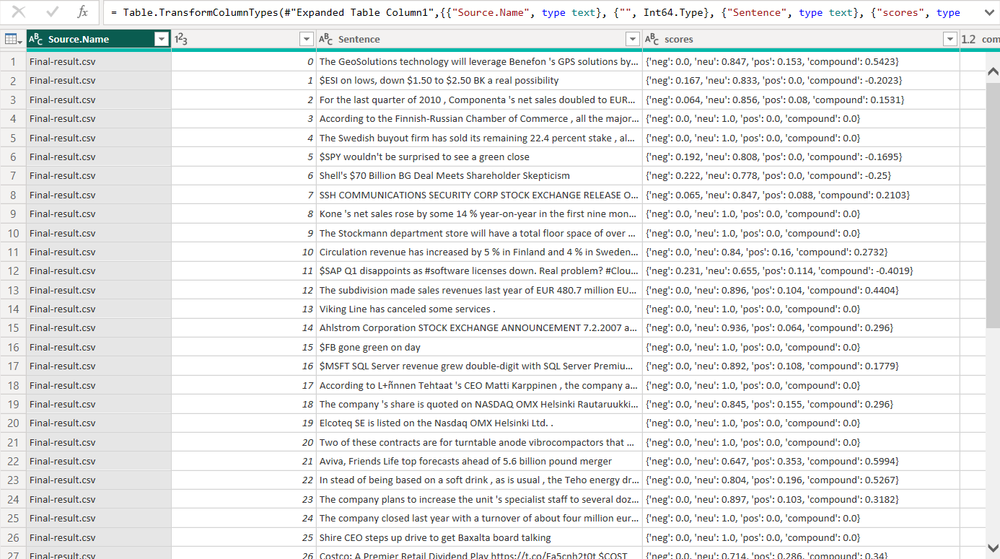 fx = Table.TransformColumnTypes(#"Expanded Table Column1",{{"Source.Name", type text}, {"", Int64.Type}, {"Sentence", type text}, {"scores", type
ABC Source.Name 123 ABC Sentence ABC scores 1.2 com
1 Final-result.csv 0 The GeoSolutions technology will leverage Benefon 's GPS solutions by... {'neg': 0.0, 'neu': 0.847, 'pos': 0.153, 'compound': 0.5423}
2 Final-result.csv 1 $ESI on lows, down $1.50 to $2.50 BK a real possibility {'neg': 0.167, 'neu': 0.833, 'pos': 0.0, 'compound': -0.2023}
3 Final-result.csv 2 For the last quarter of 2010 , Componenta 's net sales doubled to EUR... {'neg': 0.064, 'neu': 0.856, 'pos': 0.08, 'compound': 0.1531}
4 Final-result.csv 3 According to the Finnish-Russian Chamber of Commerce , all the major... {'neg': 0.0, 'neu': 1.0, 'pos': 0.0, 'compound': 0.0}
5 Final-result.csv 4 The Swedish buyout firm has sold its remaining 22.4 percent stake , al... {'neg': 0.0, 'neu': 1.0, 'pos': 0.0, 'compound': 0.0}
6 Final-result.csv 5 $SPY wouldn't be surprised to see a green close {'neg': 0.192, 'neu': 0.808, 'pos': 0.0, 'compound': -0.1695}
7 Final-result.csv 6 Shell's $70 Billion BG Deal Meets Shareholder Skepticism {'neg': 0.222, 'neu': 0.778, 'pos': 0.0, 'compound': -0.25}
8 Final-result.csv 7 SSH COMMUNICATIONS SECURITY CORP STOCK EXCHANGE RELEASE O... {'neg': 0.065, 'neu': 0.847, 'pos': 0.088, 'compound': 0.2103}
9 Final-result.csv 8 Kone 's net sales rose by some 14 % year-on-year in the first nine mon... {'neg': 0.0, 'neu': 1.0, 'pos': 0.0, 'compound': 0.0}
10 Final-result.csv 9 The Stockmann department store will have a total floor space of over ... {'neg': 0.0, 'neu': 1.0, 'pos': 0.0, 'compound': 0.0}
11 Final-result.csv 10 Circulation revenue has increased by 5 % in Finland and 4 % in Sweden... {'neg': 0.0, 'neu': 0.84, 'pos': 0.16, 'compound': 0.2732}
12 Final-result.csv 11 $SAP Q1 disappoints as #software licenses down. Real problem? #Clou... {'neg': 0.231, 'neu': 0.655, 'pos': 0.114, 'compound': -0.4019}
13 Final-result.csv 12 The subdivision made sales revenues last year of EUR 480.7 million EU... {'neg': 0.0, 'neu': 0.896, 'pos': 0.104, 'compound': 0.4404}
14 Final-result.csv 13 Viking Line has canceled some services . {'neg': 0.0, 'neu': 1.0, 'pos': 0.0, 'compound': 0.0}
15 Final-result.csv 14 Ahlstrom Corporation STOCK EXCHANGE ANNOUNCEMENT 7.2.2007 a... {'neg': 0.0, 'neu': 0.936, 'pos': 0.064, 'compound': 0.296}
16 Final-result.csv 15 $FB gone green on day {'neg': 0.0, 'neu': 1.0, 'pos': 0.0, 'compound': 0.0}
17 Final-result.csv 16 $MSFT SQL Server revenue grew double-digit with SQL Server Premiu... {'neg': 0.0, 'neu': 0.892, 'pos': 0.108, 'compound': 0.1779}
18 Final-result.csv 17 According to L+ñnnen Tehtaat 's CEO Matti Karppinen , the company a... {'neg': 0.0, 'neu': 1.0, 'pos': 0.0, 'compound': 0.0}
19 Final-result.csv 18 The company 's share is quoted on NASDAQ OMX Helsinki Rautaruukki... {'neg': 0.0, 'neu': 0.845, 'pos': 0.155, 'compound': 0.296}
20 Final-result.csv 19 Elcoteq SE is listed on the Nasdaq OMX Helsinki Ltd. . {'neg': 0.0, 'neu': 1.0, 'pos': 0.0, 'compound': 0.0}
21 Final-result.csv 20 Two of these contracts are for turntable anode vibrocompactors that ... {'neg': 0.0, 'neu': 1.0, 'pos': 0.0, 'compound': 0.0}
22 Final-result.csv 21 Aviva, Friends Life top forecasts ahead of 5.6 billion pound merger {'neg': 0.0, 'neu': 0.647, 'pos': 0.353, 'compound': 0.5994}
23 Final-result.csv 22 In stead of being based on a soft drink , as is usual , the Teho energy dr... {'neg': 0.0, 'neu': 0.804, 'pos': 0.196, 'compound': 0.5267}
24 Final-result.csv 23 The company plans to increase the unit 's specialist staff to several doz... {'neg': 0.0, 'neu': 0.897, 'pos': 0.103, 'compound': 0.3182}
25 Final-result.csv 24 The company closed last year with a turnover of about four million eur... {'neg': 0.0, 'neu': 1.0, 'pos': 0.0, 'compound': 0.0}
26 Final-result.csv 25 Shire CEO steps up drive to get Baxalta board talking {'neg': 0.0, 'neu': 1.0, 'pos': 0.0, 'compound': 0.0}
27 Final-result.csv 26 Costco: A Premier Retail Dividend Play https://t.co/Fa5cnh2t0t $COST {'neg': 0.0, 'neu': 0.714, 'pos': 0.286, 'compound': 0.34}